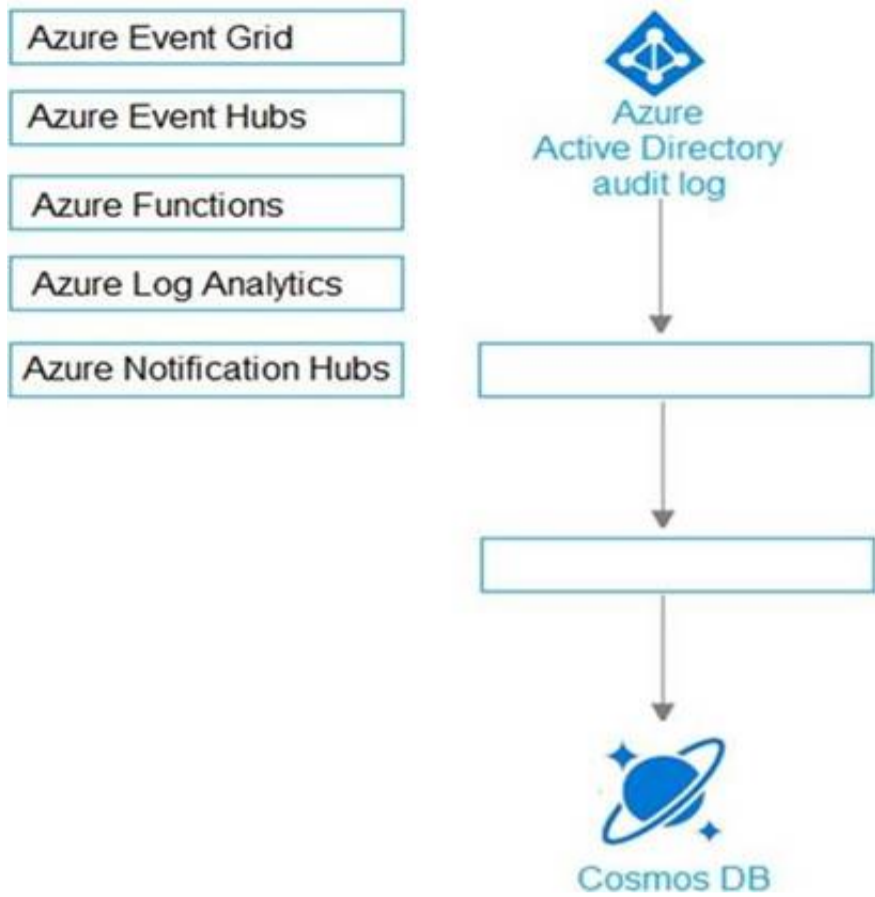 Azure Event Grid
Azure Event Hubs
Azure Functions
Azure Log Analytics
Azure Notification Hubs
Azure
Active Directory
audit log
Cosmos DB